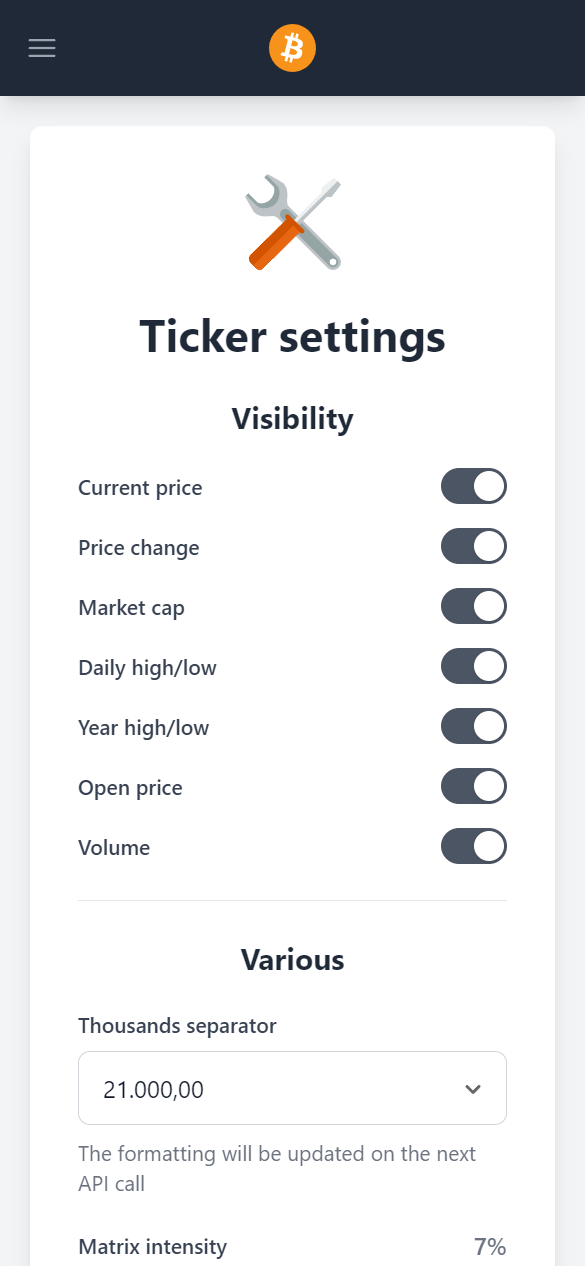 Ticker settings
Visibility
Current price
Price change
Market cap
Daily high/low
Year high/low
Open price
Volume
Various
Thousands separator
21.000,00
The formatting will be updated on the next
API call
Matrix intensity 7%